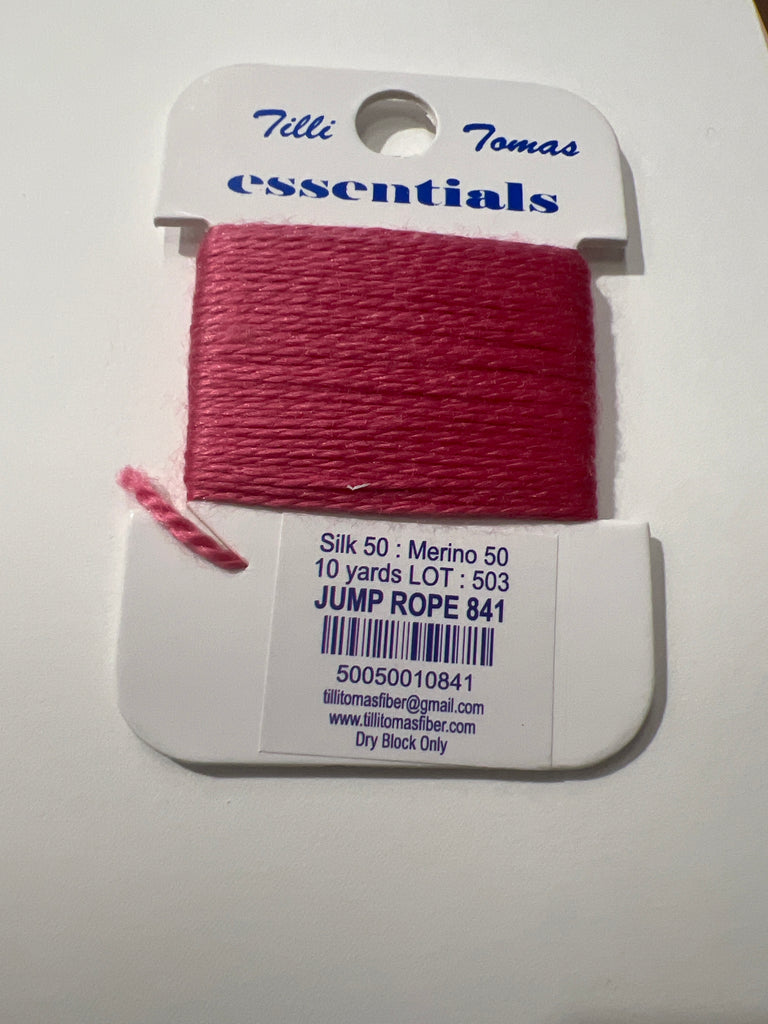 Tilli Tomas
essentials
Silk 50 : Merino 50
10 yards LOT : 503
JUMP ROPE 841
50050010841
tillitomasfiber@gmail.com
www.tillitomasfiber.com
Dry Block Only